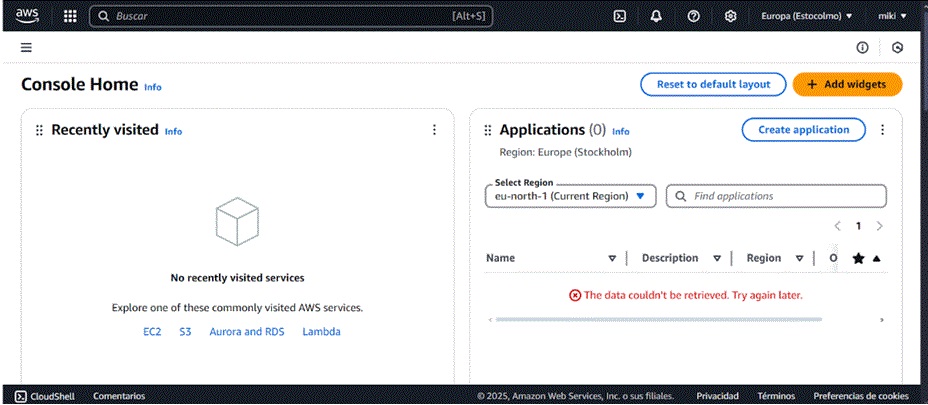 aws
Buscar [Alt+S] Europa (Estocolmo) miki
Console Home Info Reset to default layout + Add widgets
Recently visited Info
No recently visited services
Explore one of these commonly visited AWS services.
EC2 S3 Aurora and RDS Lambda
Applications (0) Info Create application
Region: Europe (Stockholm)
Select Region
eu-north-1 (Current Region) Find applications
1
Name Description Region O
The data couldn't be retrieved. Try again later.
CloudShell Comentarios © 2025, Amazon Web Services, Inc. o sus filiales. Privacidad Términos Preferencias de cookies